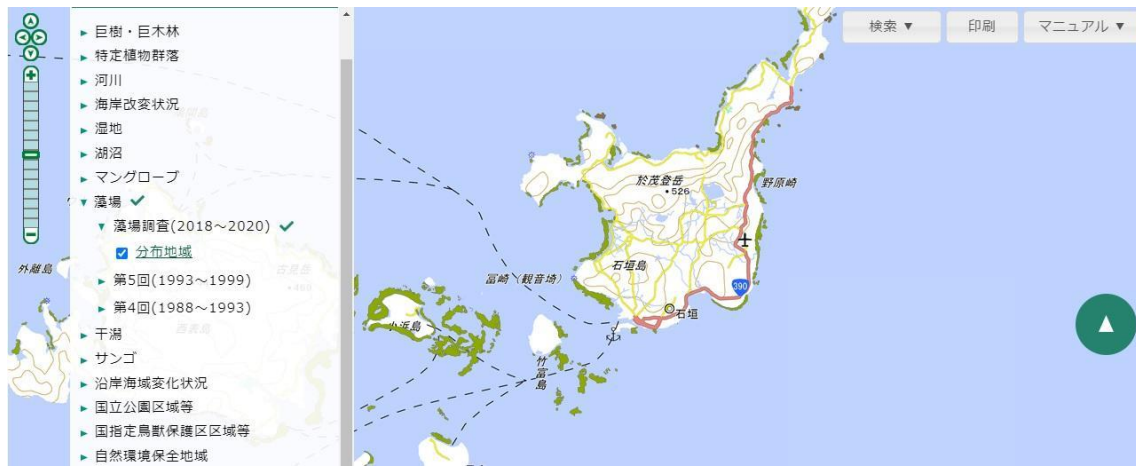 検索 ▼
印刷
マニュアル ▼
▸ 巨樹・巨木林
▸ 特定植物群落
▸ 河川
▸ 海岸改変状況
▸ 湿地
▸ 湖沼
▸ マングローブ
▾ 藻場 ✓
▾ 藻場調査(2018～2020) ✓
分布地域
▸ 第5回(1993～1999)
▸ 第4回(1988～1993)
▸ 干潟
▸ サンゴ
▸ 沿岸海域変化状況
▸ 国立公園区域等
▸ 国指定鳥獣保護区区域等
▸ 自然環境保全地域
外離島
古見岳
西表島
於茂登岳
・526
野原崎
石垣島
冨崎（観音埼）
390
石垣
小浜島
竹富島